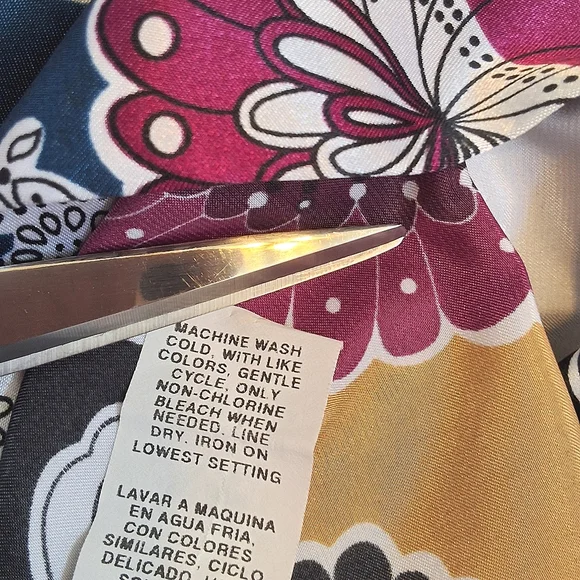 MACHINE WASH
COLD, WITH LIKE
COLORS, GENTLE
CYCLE, ONLY
NON-CHLORINE
BLEACH WHEN
NEEDED. LINE
DRY. IRON ON
LOWEST SETTING
LAVAR A MAQUINA
EN AGUA FRIA,
CON COLORES
SIMILARES, CICLO
DELICADO,